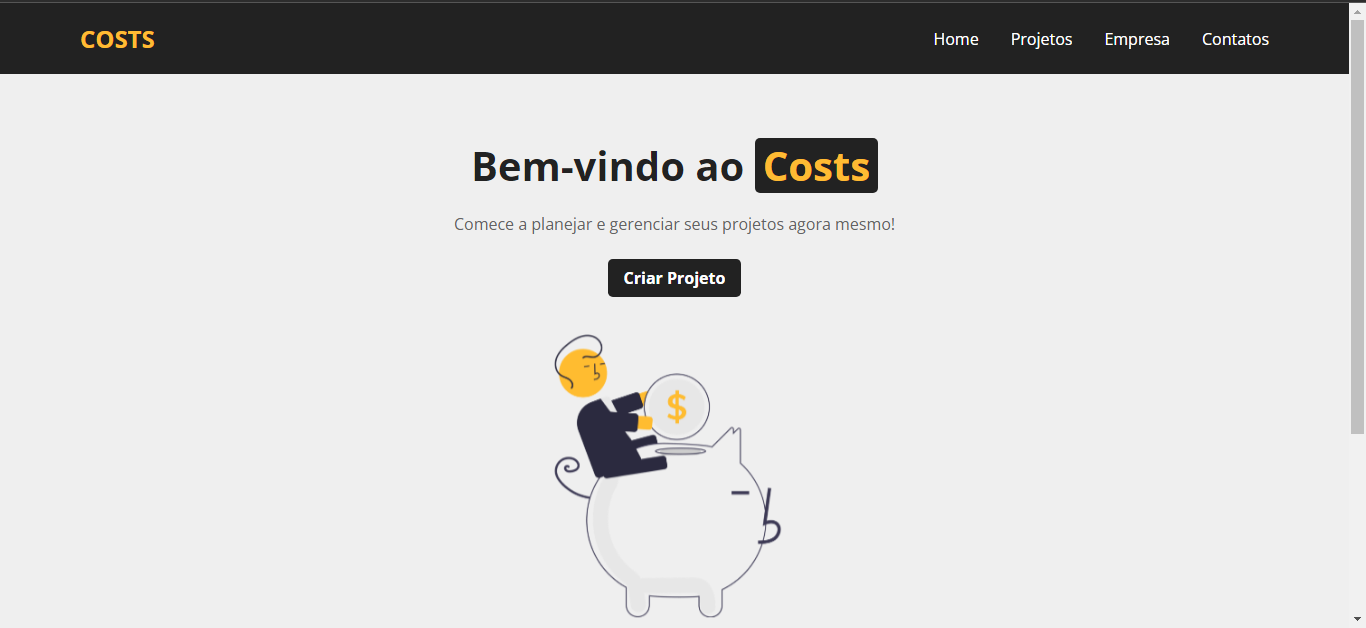 COSTS
Home Projetos Empresa Contatos
Bem-vindo ao Costs
Comece a planejar e gerenciar seus projetos agora mesmo!
Criar Projeto
$